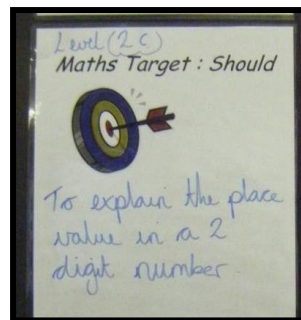 Level (2c)
Maths Target : Should
To explain the place
value in a 2
digit number.